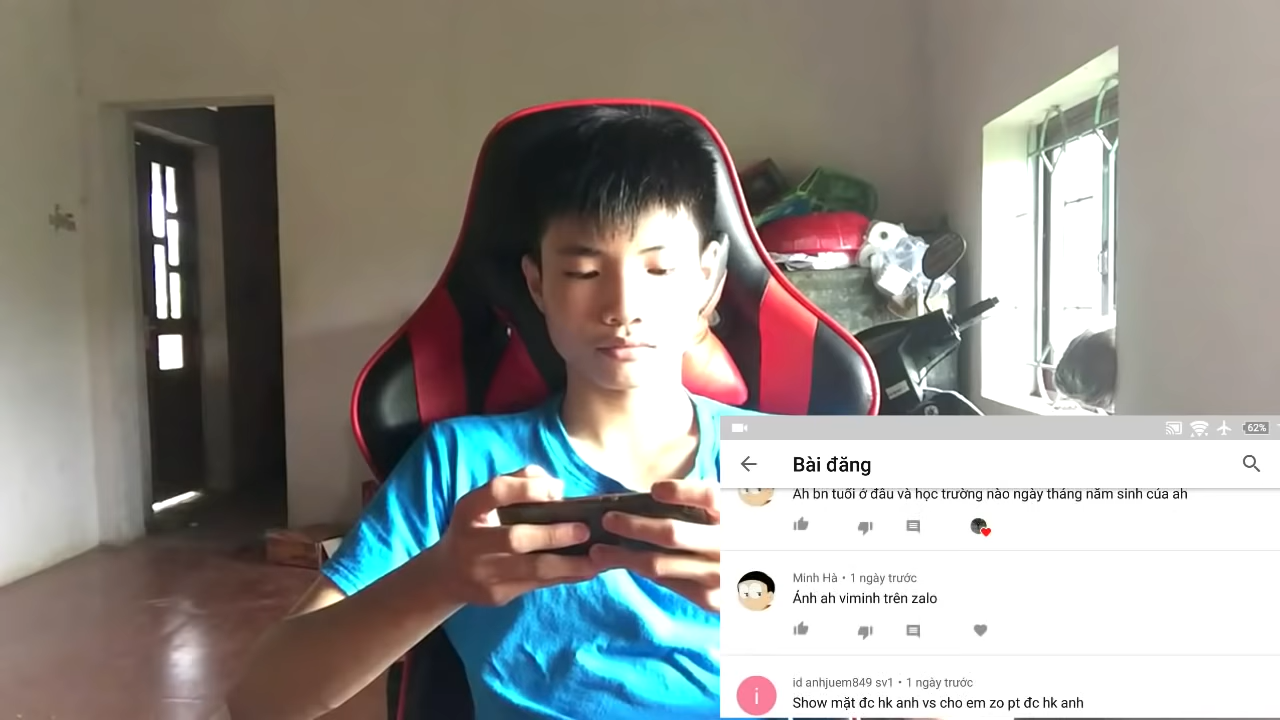 62%
Bài đăng
Ah bn tuổi ở đâu và học trường nào ngày tháng năm sinh của ah
Minh Hà • 1 ngày trước
Ảnh ah viminh trên zalo
id anhjuem849 sv1 • 1 ngày trước
i
Show mặt đc hk anh vs cho em zo pt đc hk anh